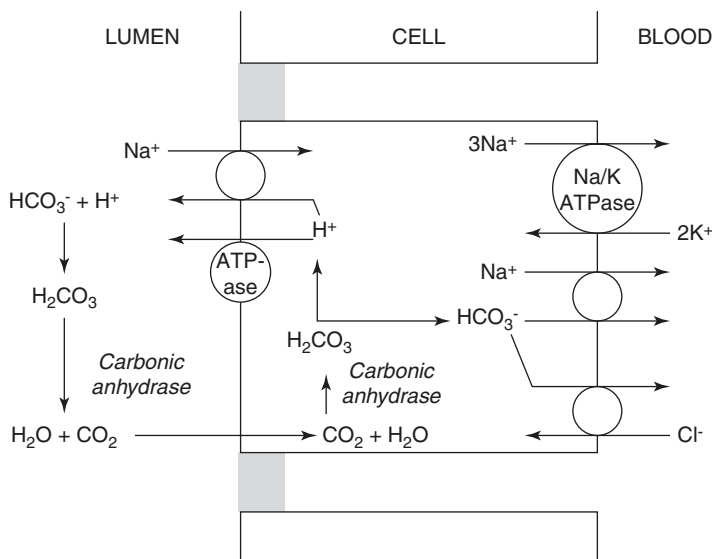 LUMEN CELL BLOOD
Na⁺ 3Na⁺
Na/K
ATPase
HCO₃⁻ + H⁺
H⁺ 2K⁺
ATP-
ase
Na⁺
H₂CO₃
HCO₃⁻
H₂CO₃
Carbonic
anhydrase
Carbonic
anhydrase
H₂O + CO₂ CO₂ + H₂O Cl⁻